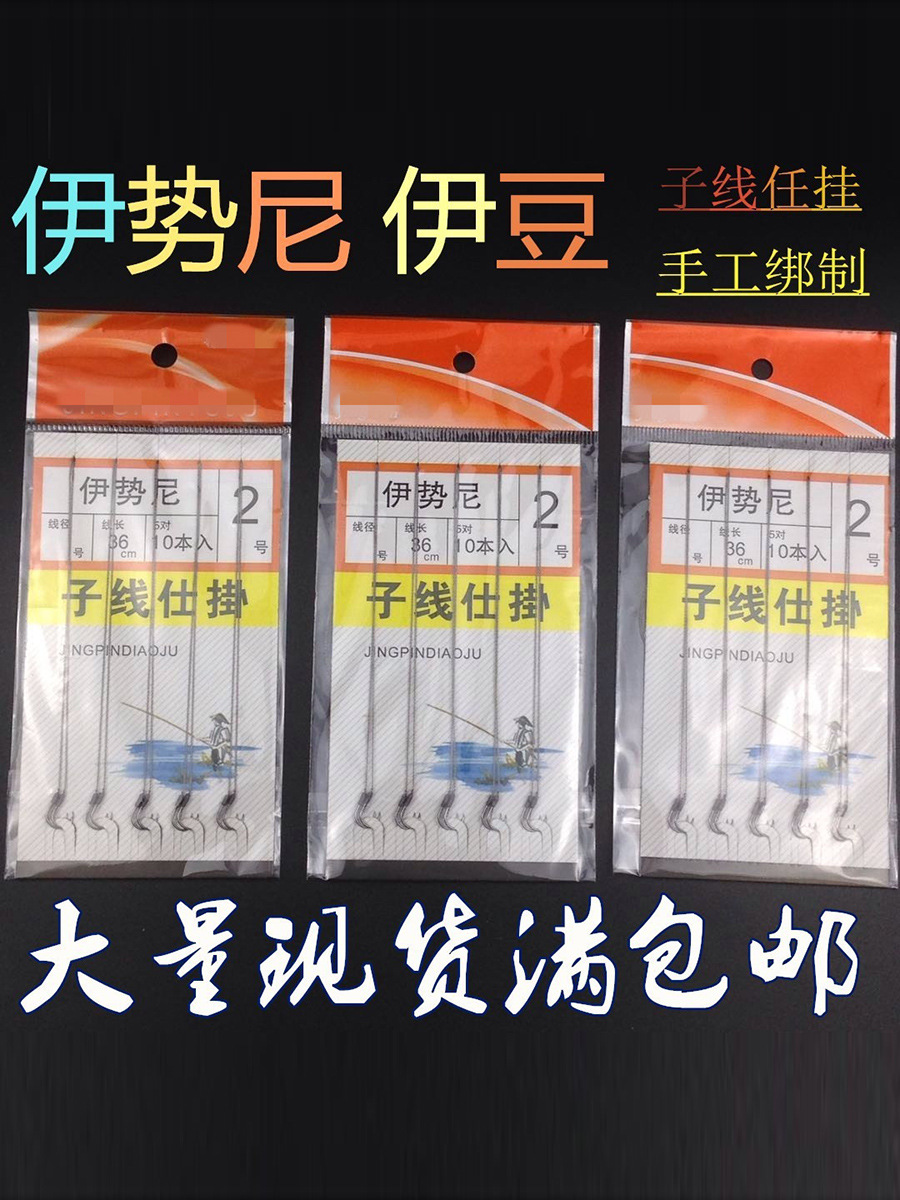 伊势尼 伊豆
子线任挂
手工绑制
伊势尼
2
号
线径
号
线长
36
cm
5对
10本入
子线仕掛
JINGPINDIAOJU
伊势尼
2
号
线径
号
线长
36
cm
5对
10本入
子线仕掛
JINGPINDIAOJU
伊势尼
2
号
线径
号
线长
36
cm
5对
10本入
子线仕掛
JINGPINDIAOJU
大量现货满包邮